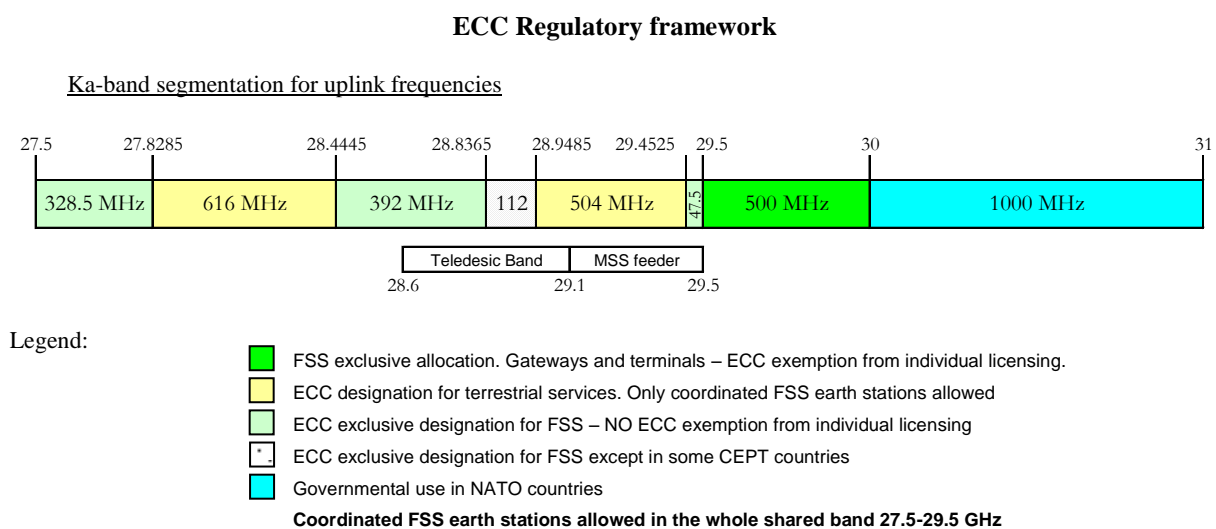 ECC Regulatory framework
Ka-band segmentation for uplink frequencies
27.5 27.8285 28.4445 28.8365 28.9485 29.4525 29.5 30 31
328.5 MHz 616 MHz 392 MHz 112 504 MHz 47.5 500 MHz 1000 MHz
Teledesic Band MSS feeder
28.6 29.1 29.5
Legend:
FSS exclusive allocation. Gateways and terminals – ECC exemption from individual licensing.
ECC designation for terrestrial services. Only coordinated FSS earth stations allowed
ECC exclusive designation for FSS – NO ECC exemption from individual licensing
ECC exclusive designation for FSS except in some CEPT countries
Governmental use in NATO countries
Coordinated FSS earth stations allowed in the whole shared band 27.5-29.5 GHz